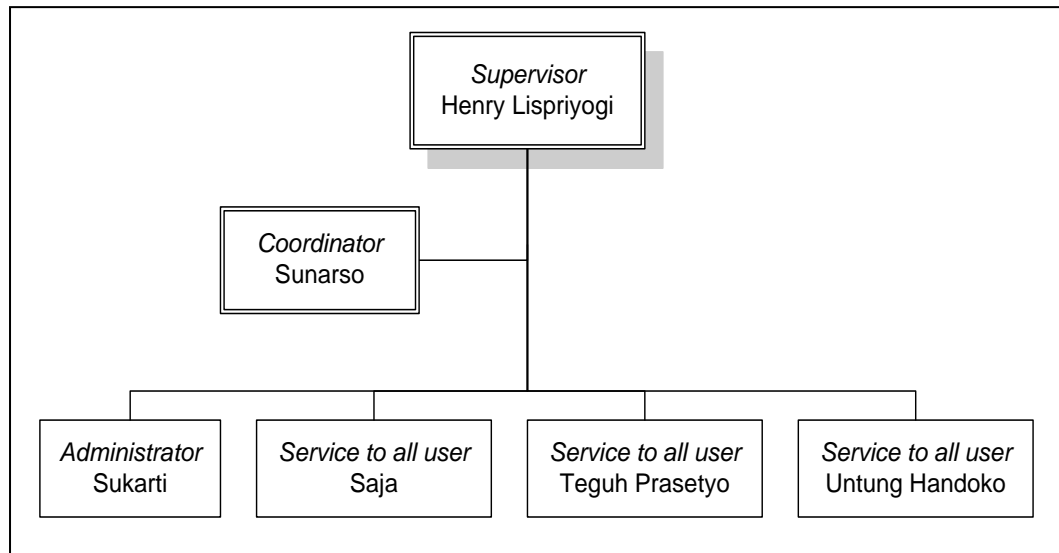 Supervisor
Henry Lispriyogi
Coordinator
Sunarso
Administrator
Sukarti
Service to all user
Saja
Service to all user
Teguh Prasetyo
Service to all user
Untung Handoko